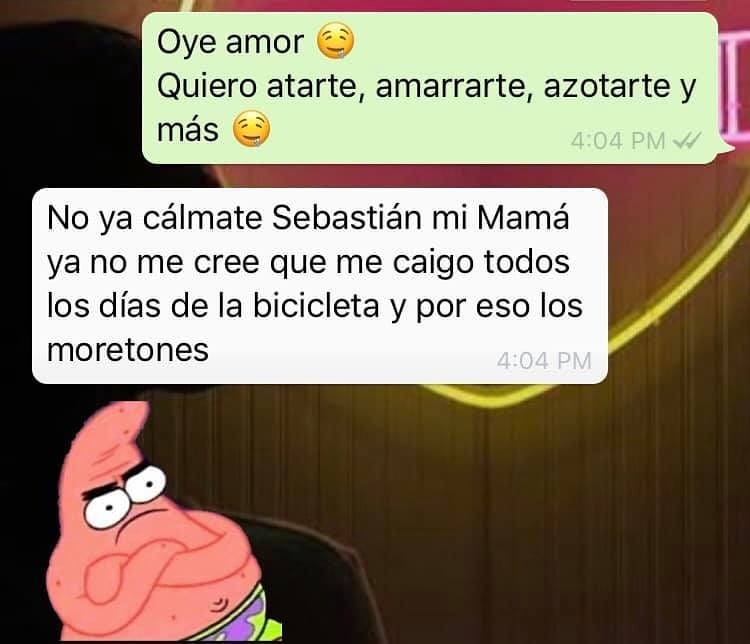 Oye amor 🤤
Quiero atarte, amarrarte, azotarte y
más 🤤
4:04 PM
No ya cálmate Sebastián mi Mamá
ya no me cree que me caigo todos
los días de la bicicleta y por eso los
moretones
4:04 PM